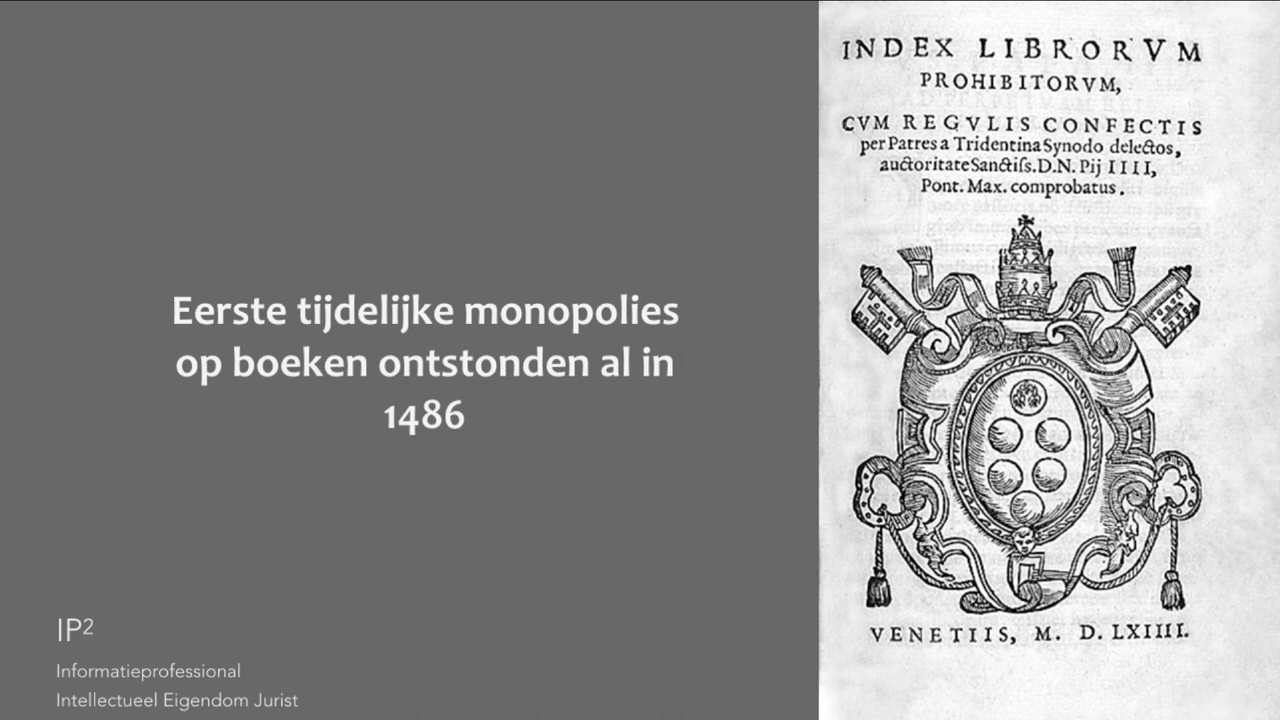 Eerste tijdelijke monopolies
op boeken ontstonden al in
1486
IP²
Informatieprofessional
Intellectueel Eigendom Jurist
INDEX LIBRORVM
PROHIBITORVM,
CVM REGVLIS CONFECTIS
per Patres a Tridentina Synodo delectos,
auctoritate Sanctiſs. D.N. Pij IIII,
Pont. Max. comprobatus.
VENETIIS, M. D. LXIIII.